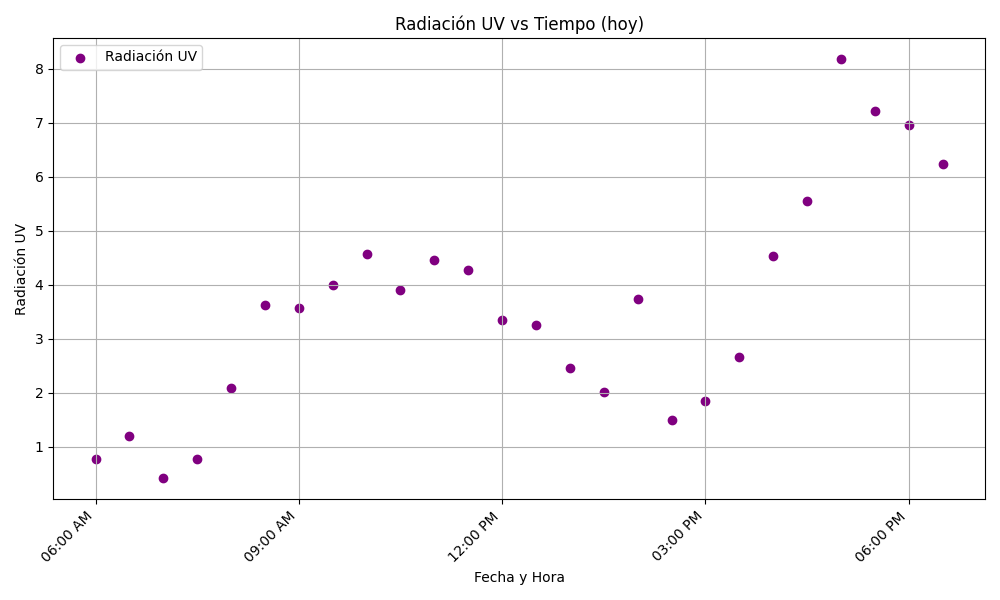 Radiación UV vs Tiempo (hoy)
Radiación UV
8
7
6
5
4
3
2
1
Radiación UV
06:00 AM
09:00 AM
12:00 PM
03:00 PM
06:00 PM
Fecha y Hora